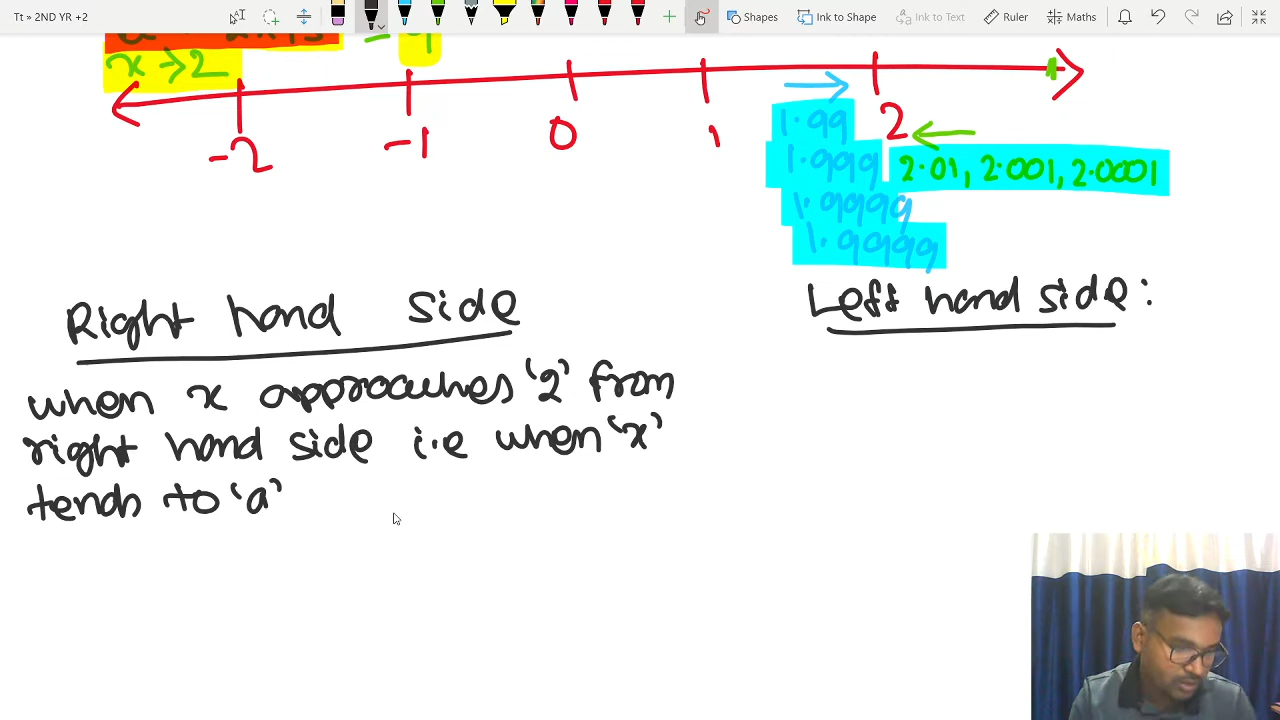 Tt » 2ND YR +2
Shapes
Ink to Shape
Ink to Text
Ruler
x → 2
-2
-1
0
1
2
1.99
1.999
2.01, 2.001, 2.0001
1.9999
1.9999
Right hand side
Left hand side:
when x approaches '2' from
right hand side i.e when 'x'
tends to 'a'